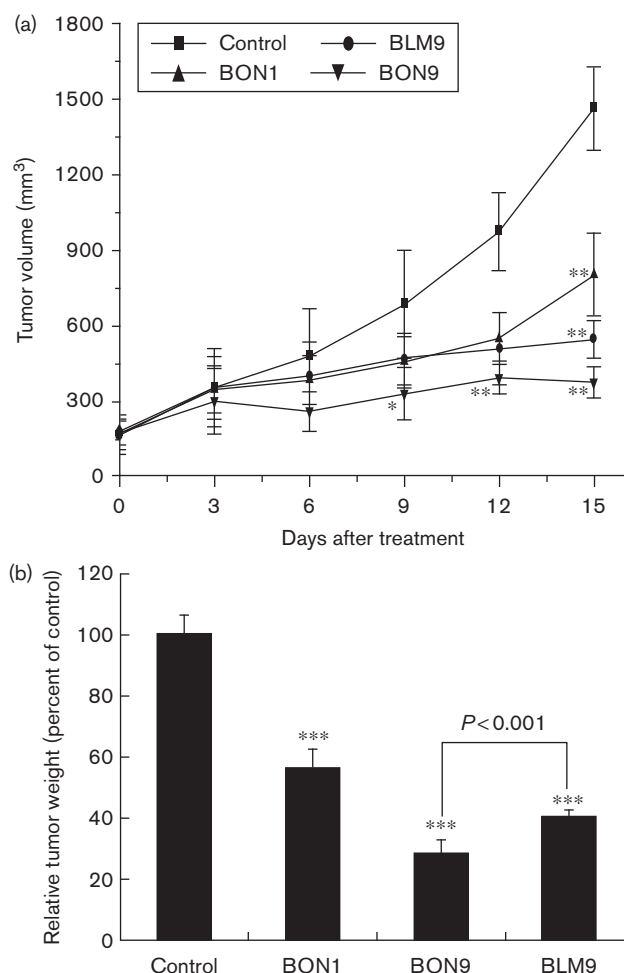 (a)
1800
1500
1200
900
600
300
0
Tumor volume (mm³)
Control
BLM9
BON1
BON9
**
**
*
**
**
0 3 6 9 12 15
Days after treatment
(b)
120
100
80
60
40
20
0
Relative tumor weight (percent of control)
P<0.001
***
***
***
Control BON1 BON9 BLM9